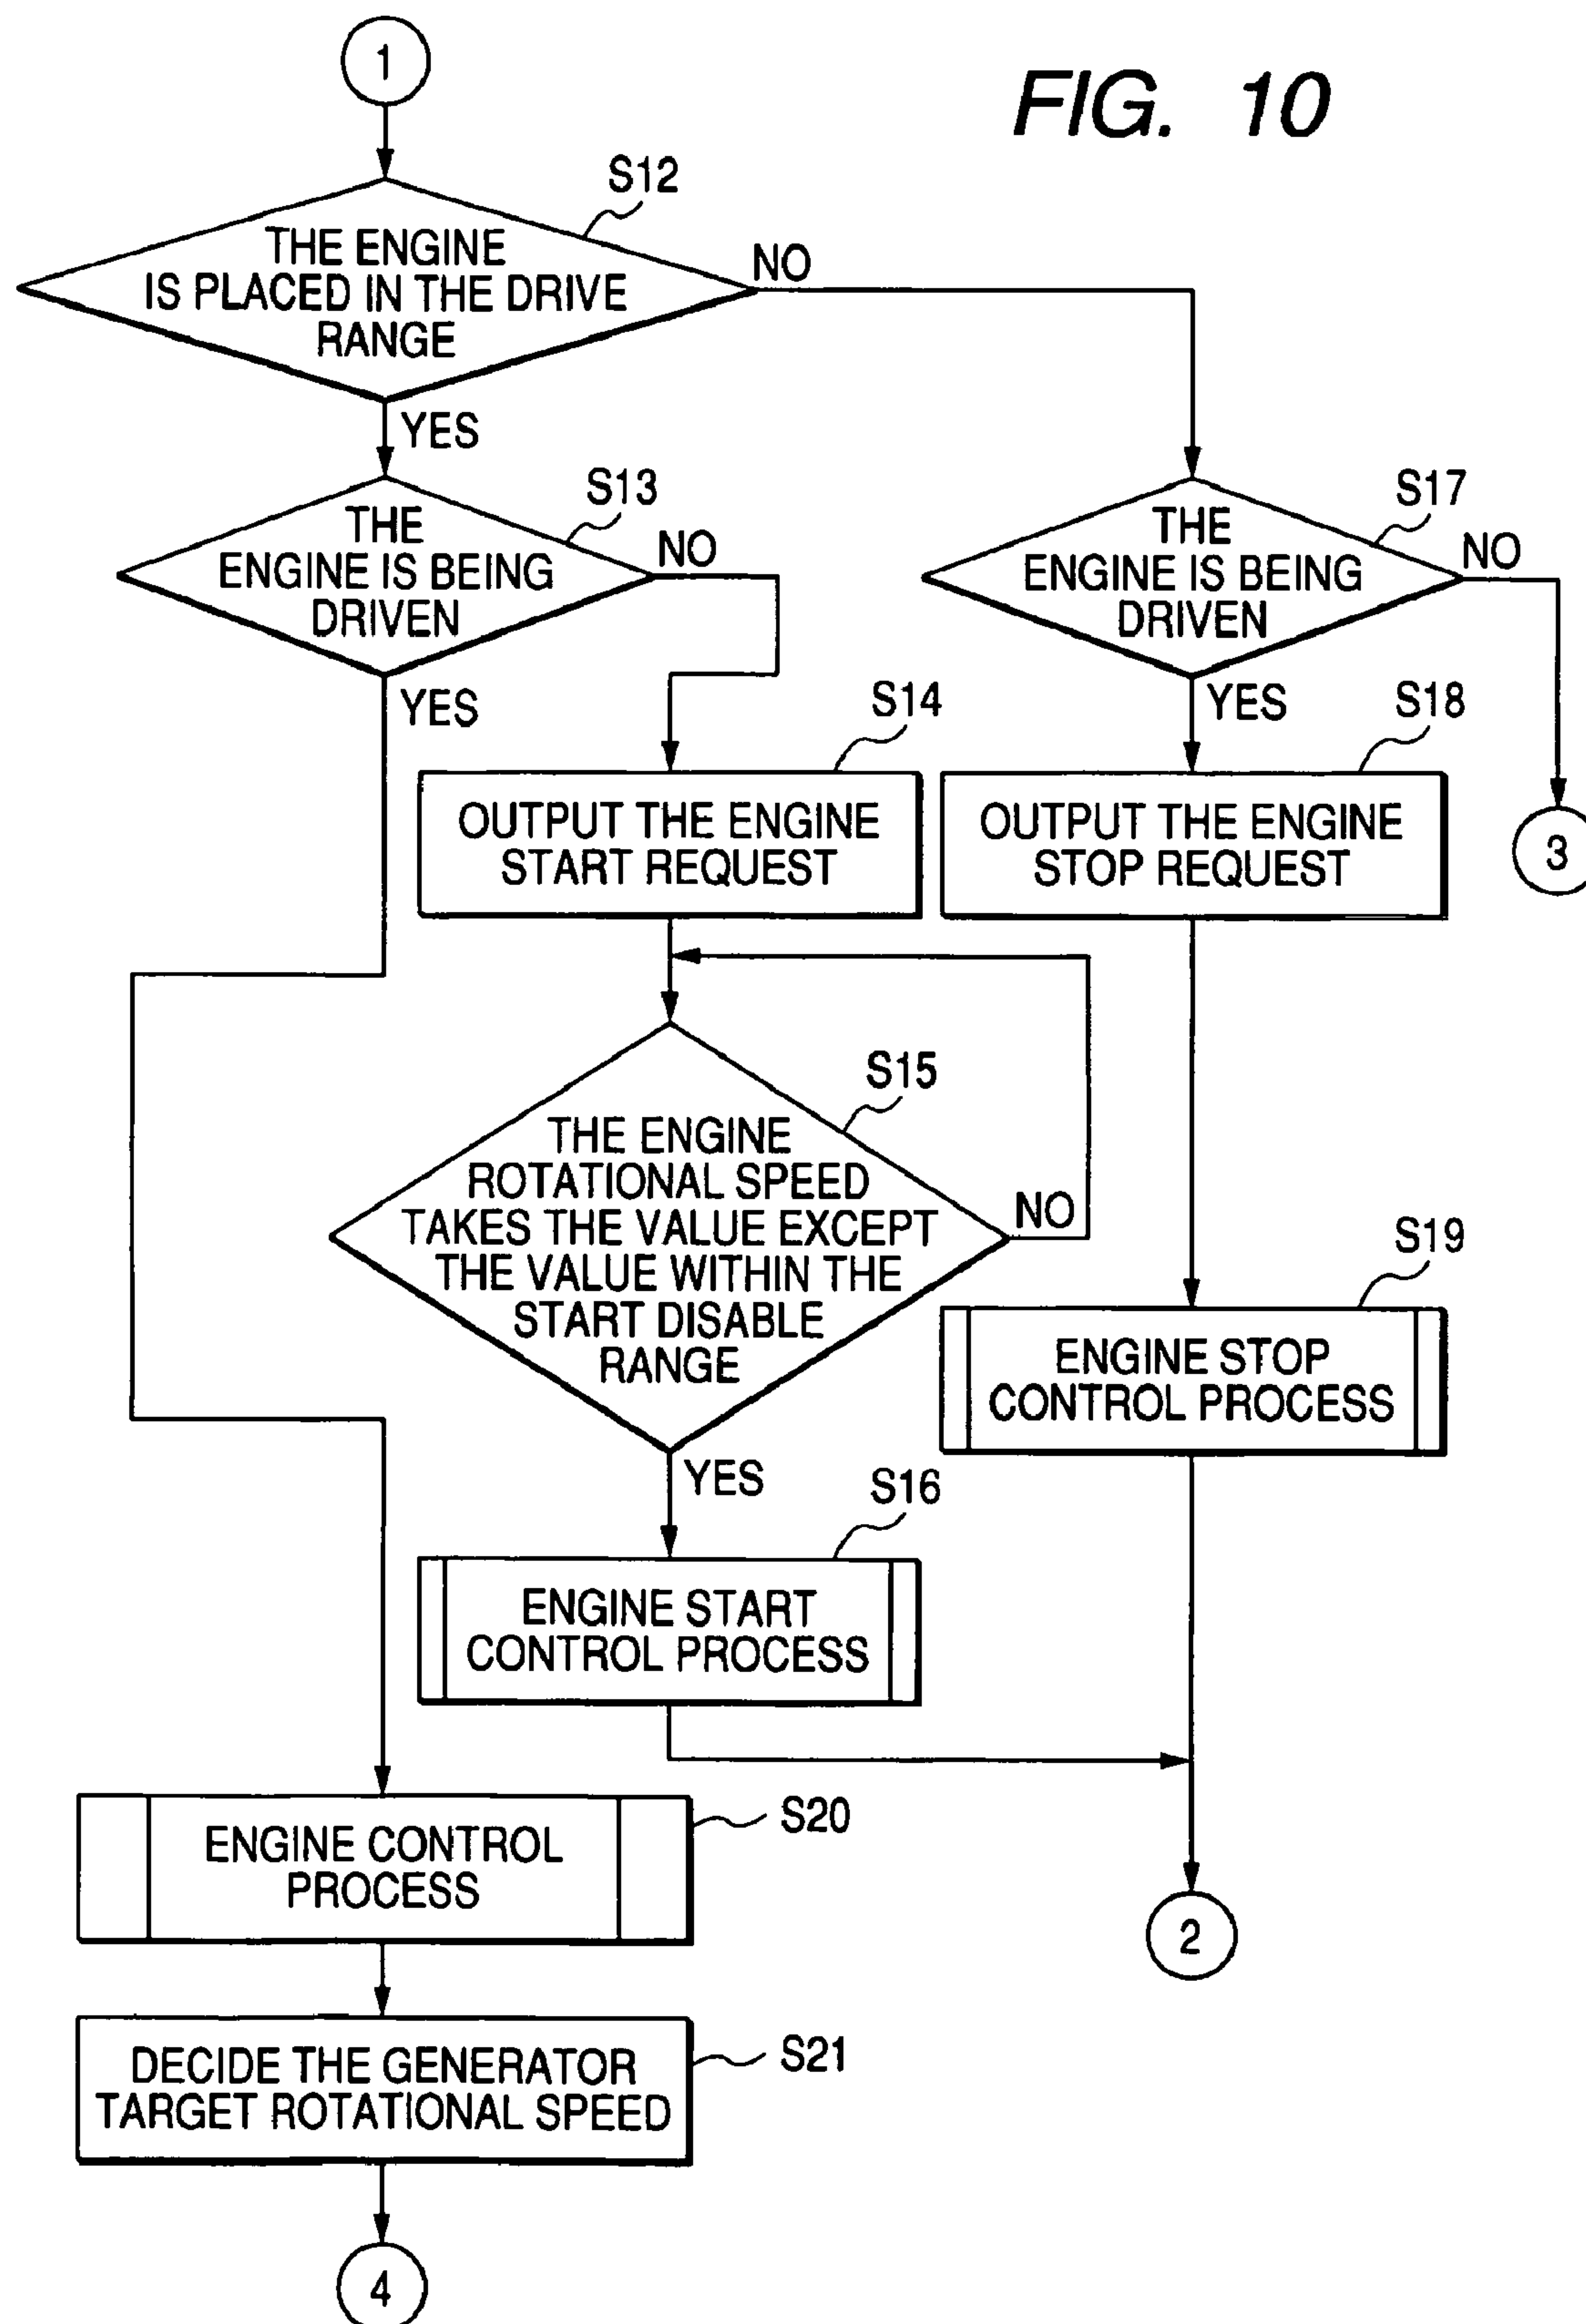 1
FIG. 10
S12
THE ENGINE
IS PLACED IN THE DRIVE
RANGE
NO
YES
S13
THE
ENGINE IS BEING
DRIVEN
NO
YES
S17
THE
ENGINE IS BEING
DRIVEN
NO
YES
S14
OUTPUT THE ENGINE
START REQUEST
S18
OUTPUT THE ENGINE
STOP REQUEST
3
S15
THE ENGINE
ROTATIONAL SPEED
TAKES THE VALUE EXCEPT
THE VALUE WITHIN THE
START DISABLE
RANGE
NO
YES
S19
ENGINE STOP
CONTROL PROCESS
S16
ENGINE START
CONTROL PROCESS
S20
ENGINE CONTROL
PROCESS
2
S21
DECIDE THE GENERATOR
TARGET ROTATIONAL SPEED
4